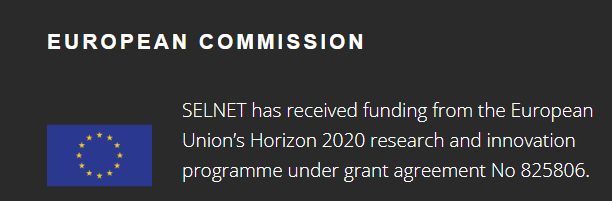 EUROPEAN COMMISSION
SELNET has received funding from the European
Union’s Horizon 2020 research and innovation
programme under grant agreement No 825806.